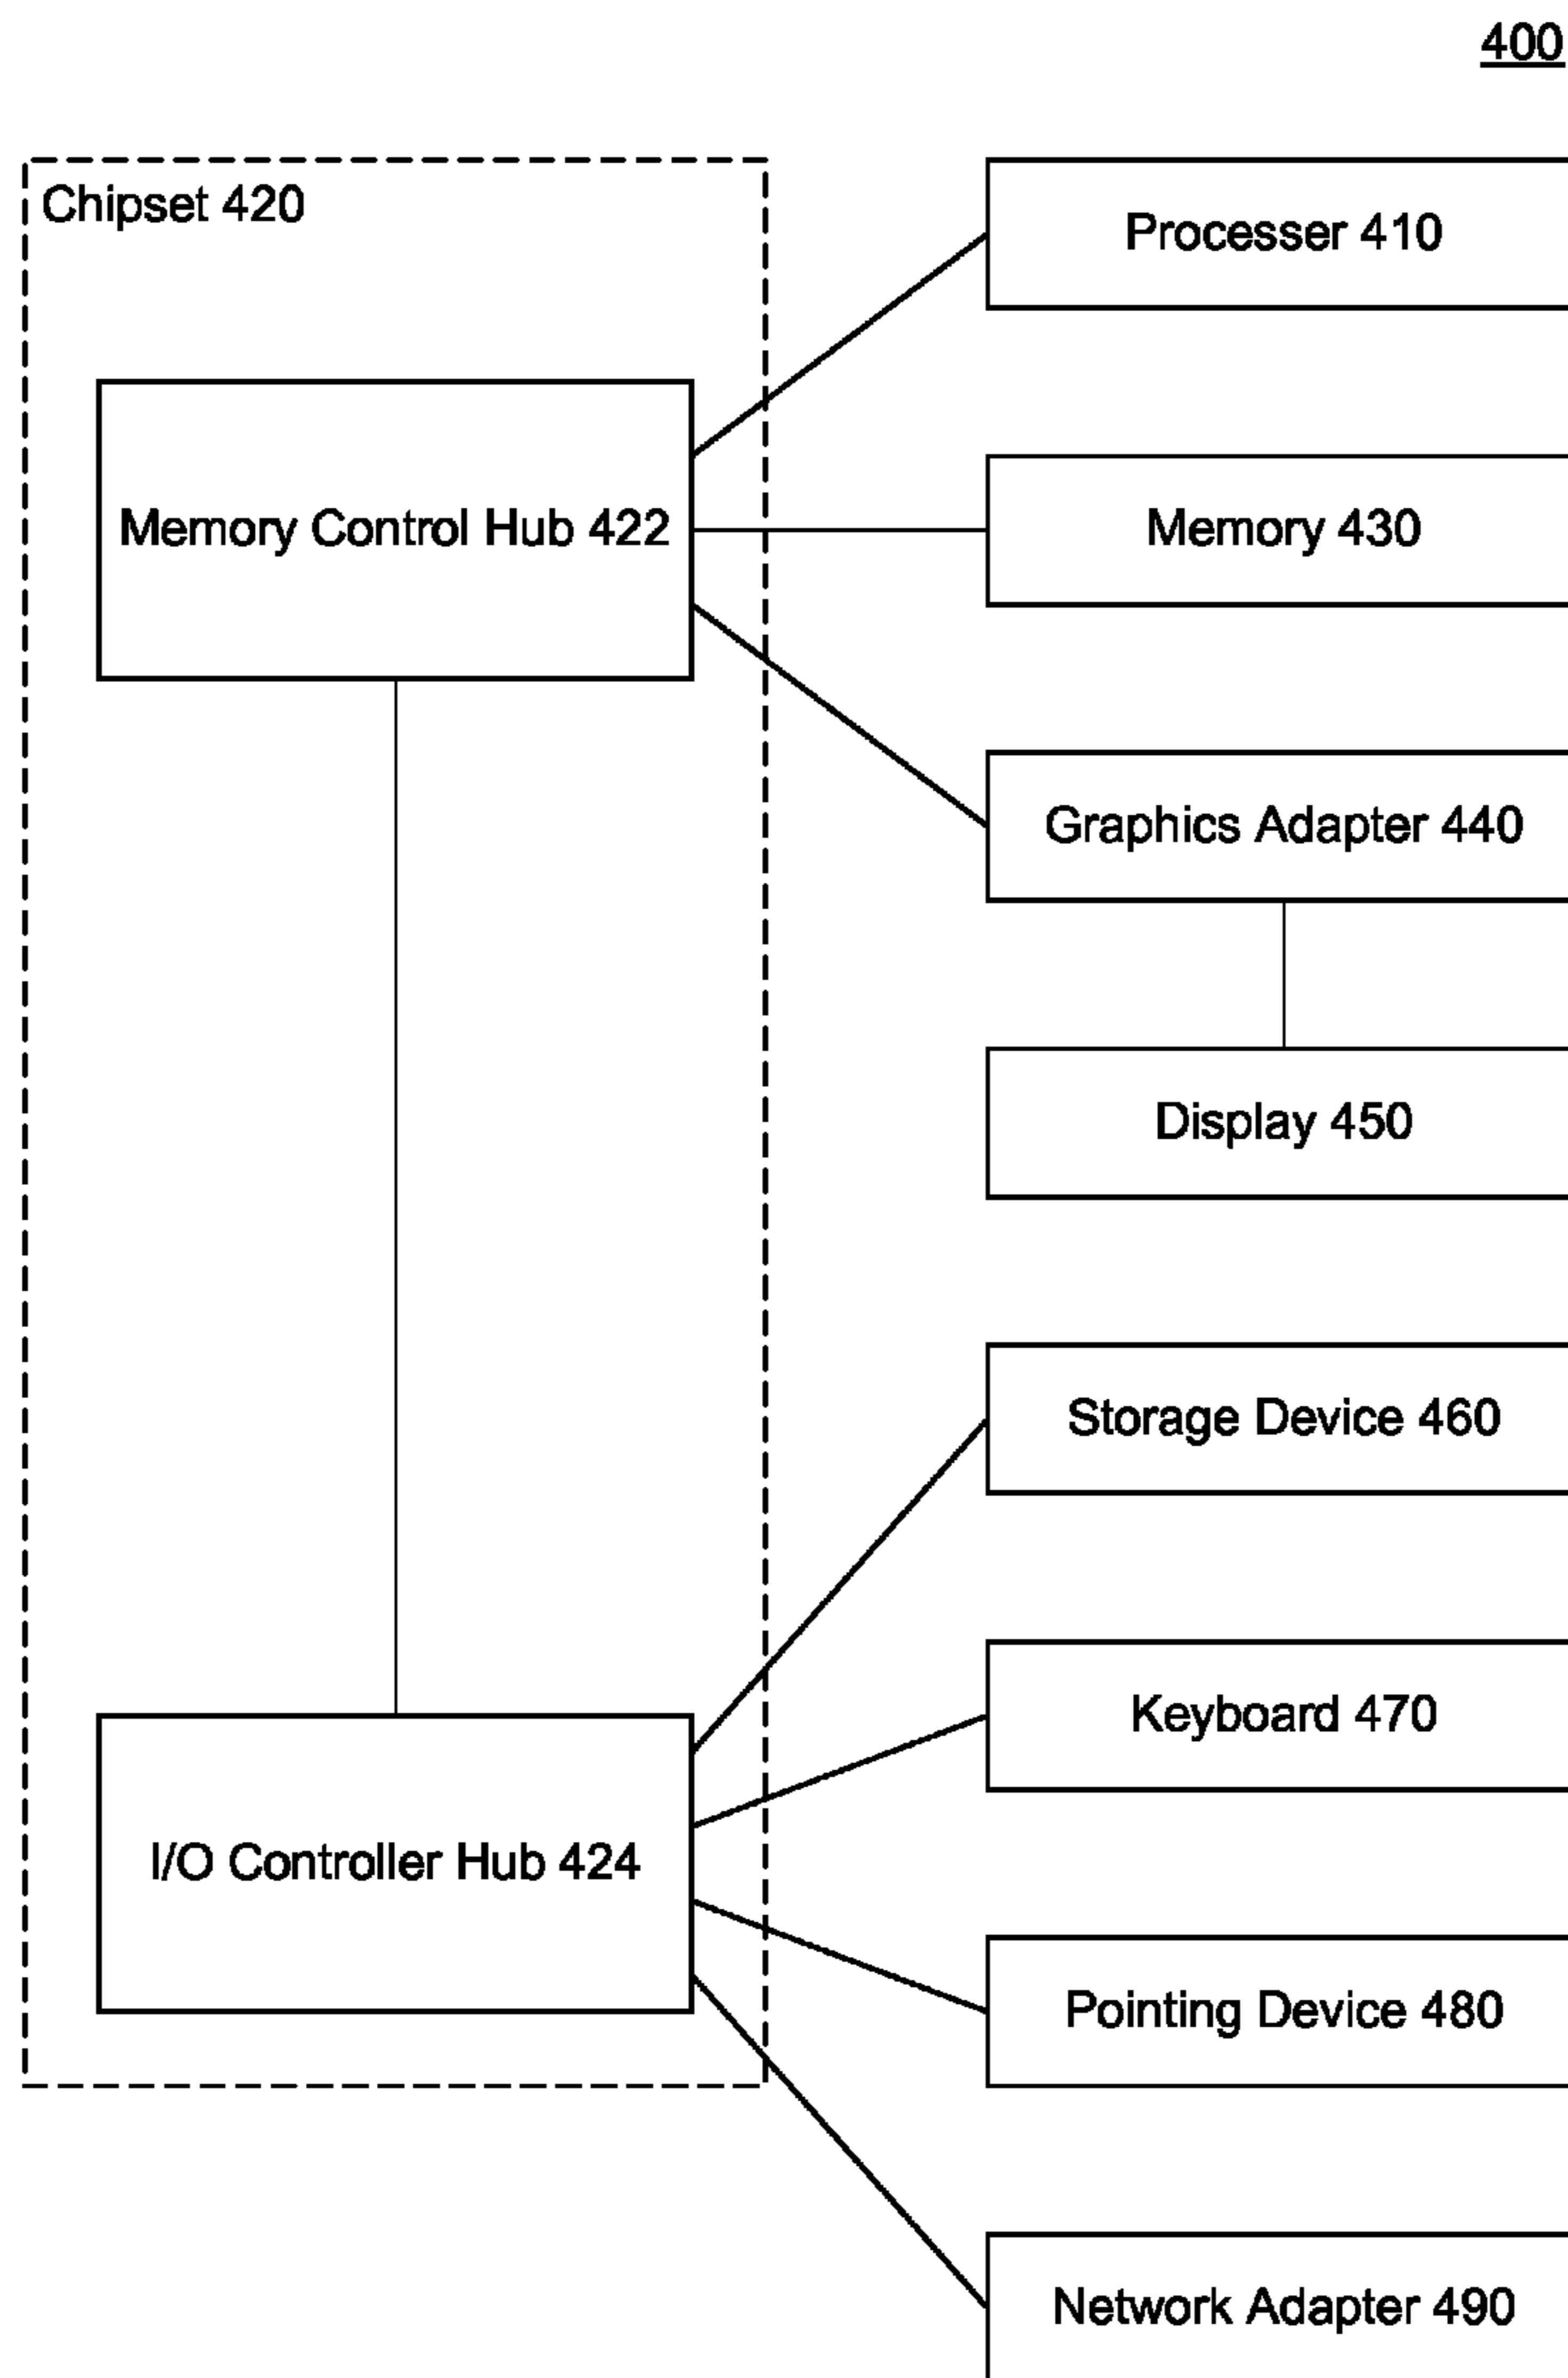 400
Chipset 420
Processer 410
Memory Control Hub 422
Memory 430
Graphics Adapter 440
Display 450
Storage Device 460
Keyboard 470
I/O Controller Hub 424
Pointing Device 480
Network Adapter 490